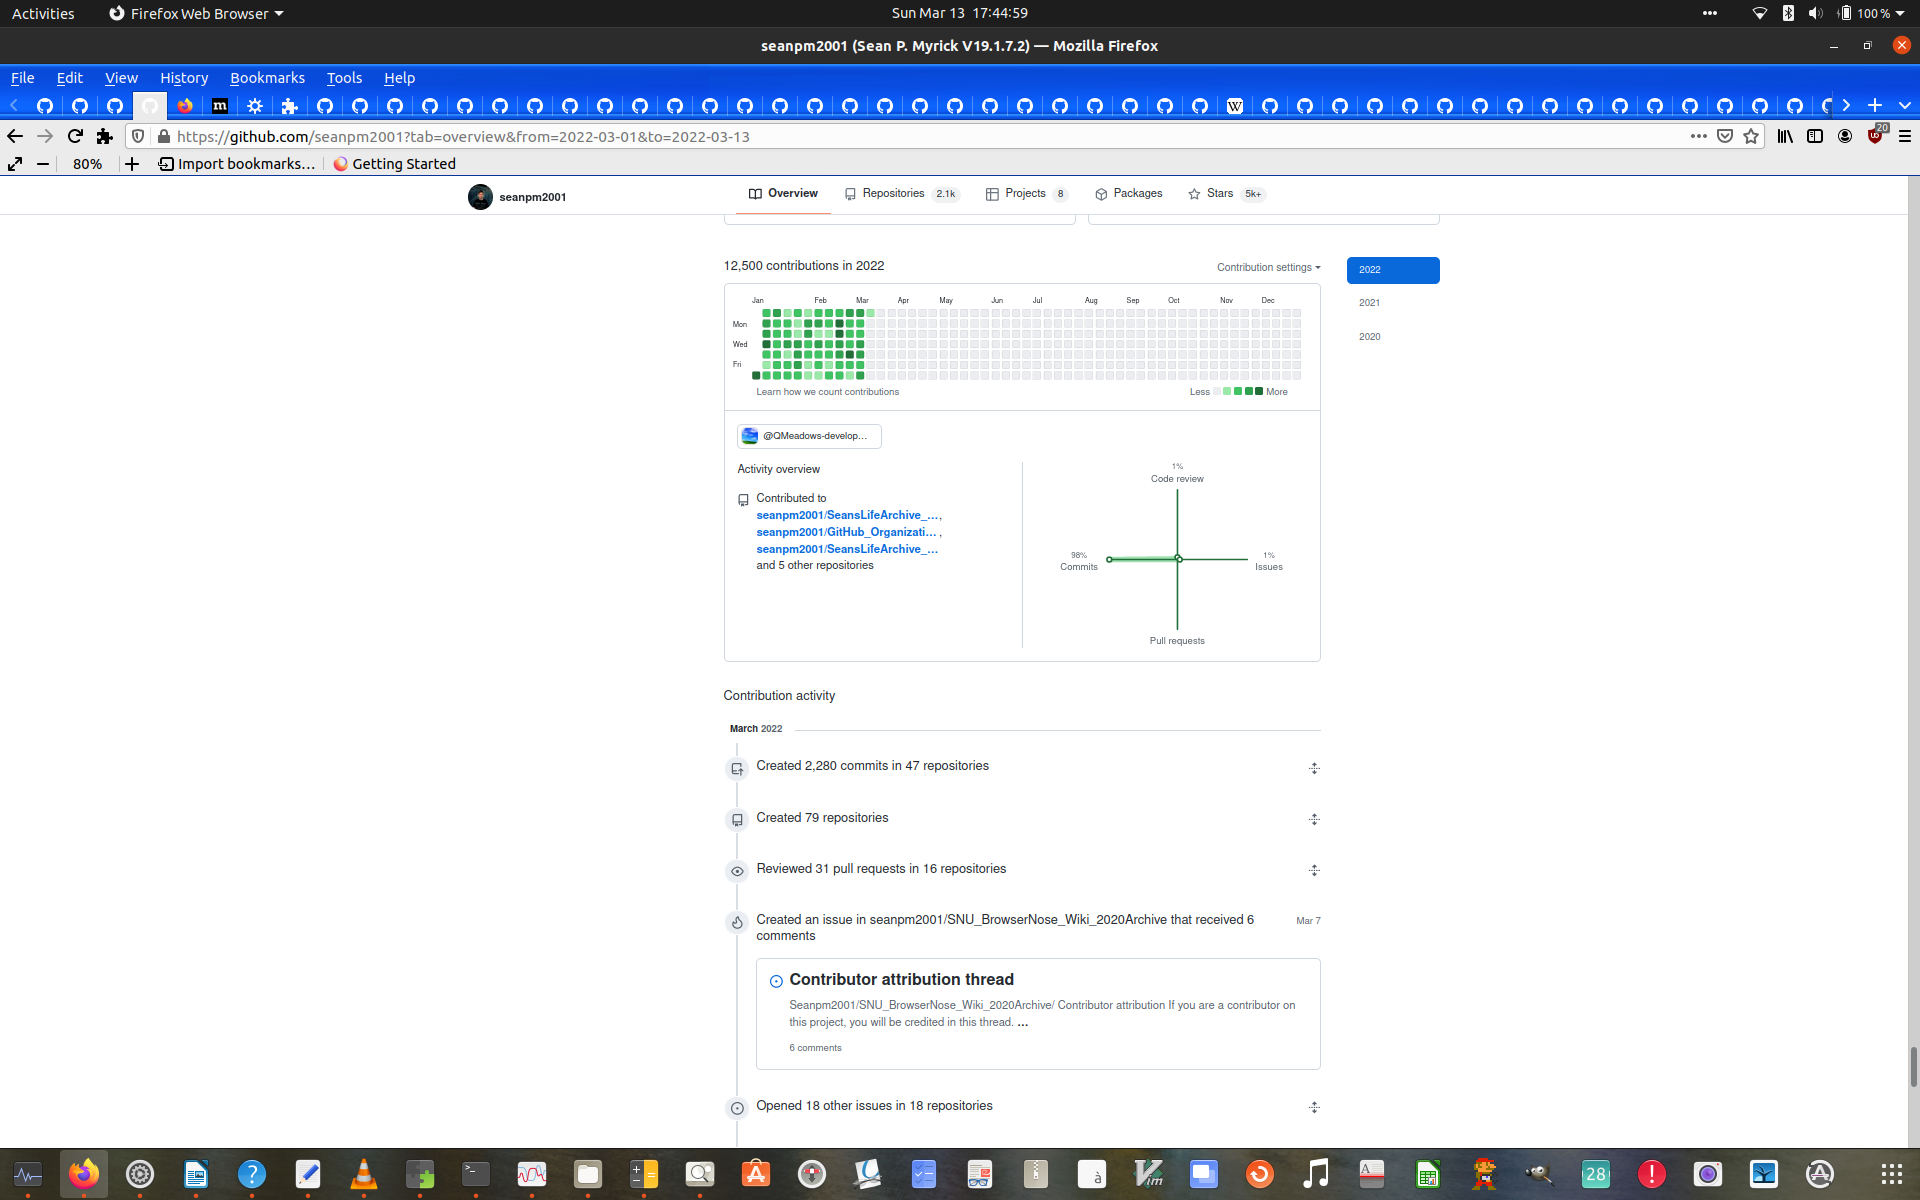 Activities
Firefox Web Browser
Sun Mar 13 17:44:59
100 %
seanpm2001 (Sean P. Myrick V19.1.7.2) — Mozilla Firefox
File Edit View History Bookmarks Tools Help
https://github.com/seanpm2001?tab=overview&from=2022-03-01&to=2022-03-13
20
80%
Import bookmarks...
Getting Started
seanpm2001
Overview
Repositories 2.1k
Projects 8
Packages
Stars 5k+
12,500 contributions in 2022
Contribution settings
2022
2021
2020
Jan Feb Mar Apr May Jun Jul Aug Sep Oct Nov Dec
Mon
Wed
Fri
Learn how we count contributions
Less More
@QMeadows-develop...
Activity overview
Contributed to
seanpm2001/SeansLifeArchive_...,
seanpm2001/GitHub_Organizati... ,
seanpm2001/SeansLifeArchive_...
and 5 other repositories
1%
Code review
98%
Commits
1%
Issues
Pull requests
Contribution activity
March 2022
Created 2,280 commits in 47 repositories
Created 79 repositories
Reviewed 31 pull requests in 16 repositories
Created an issue in seanpm2001/SNU_BrowserNose_Wiki_2020Archive that received 6
comments
Mar 7
Contributor attribution thread
Seanpm2001/SNU_BrowserNose_Wiki_2020Archive/ Contributor attribution If you are a contributor on
this project, you will be credited in this thread. ...
6 comments
Opened 18 other issues in 18 repositories
28